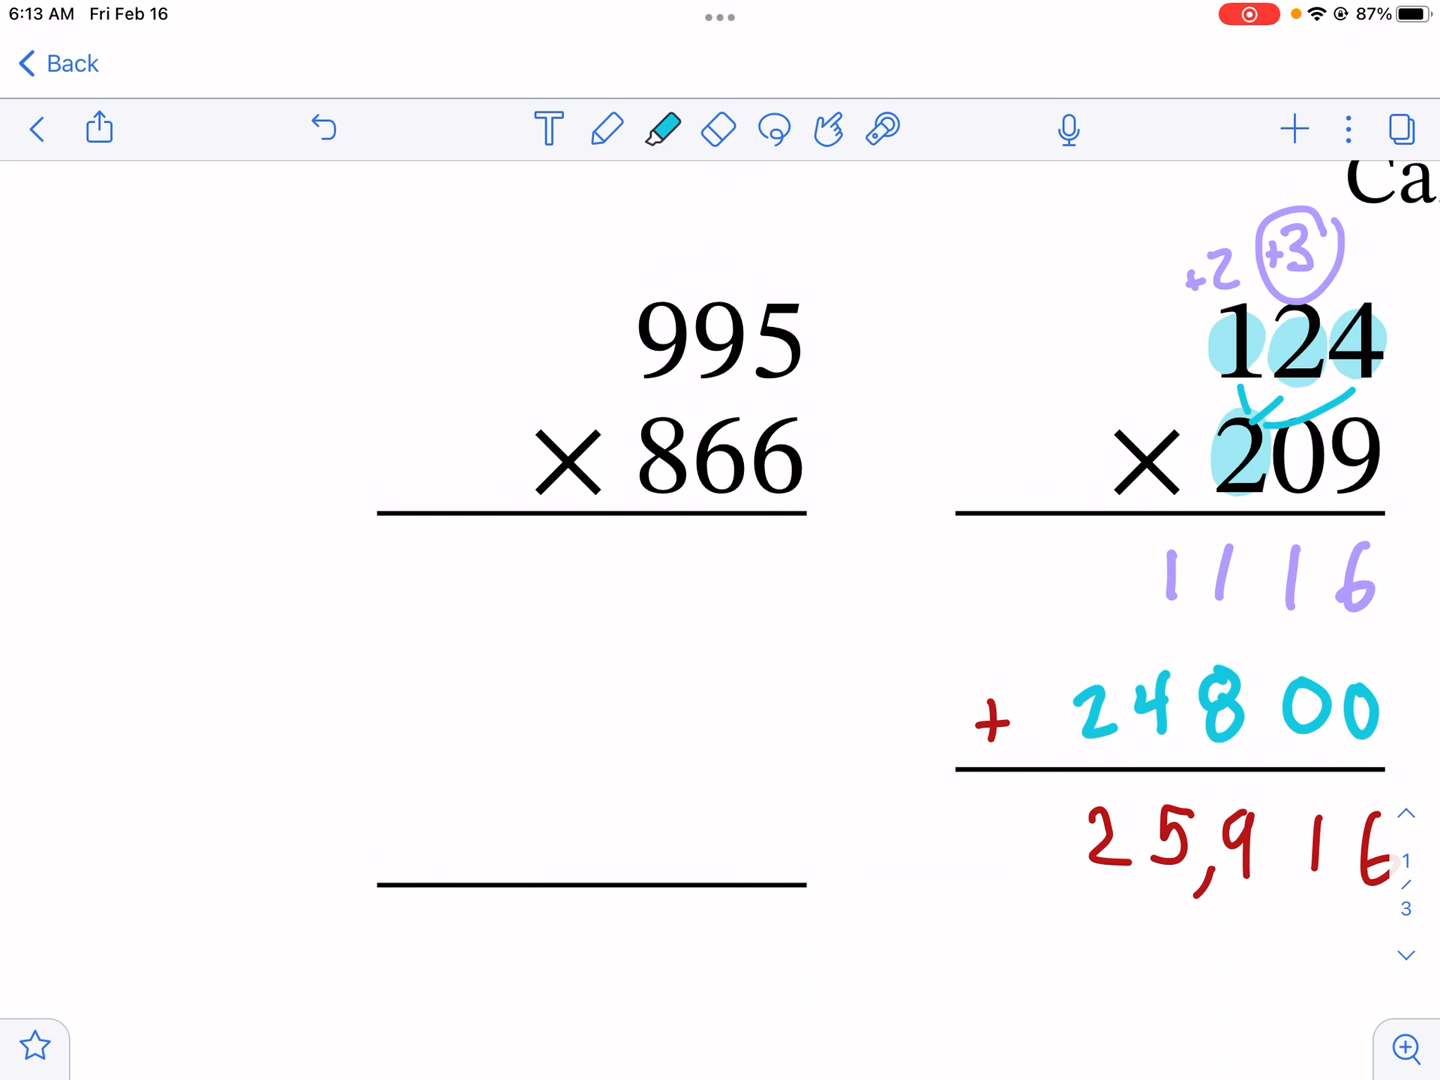 6:13 AM Fri Feb 16 87%
Back
T
Ca
+2 +3
995 124
× 866 × 209
1116
+ 24800
25,916
1
/
3